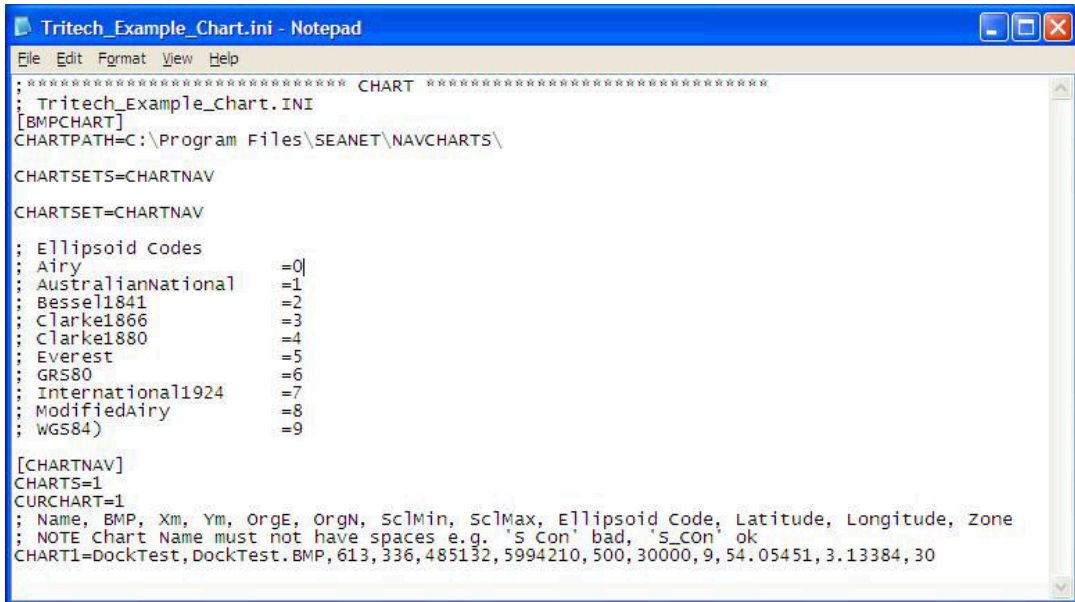 Tritech_Example_Chart.ini - Notepad
File Edit Format View Help
;***************************** CHART *******************************
; Tritech_Example_Chart.INI
[BMPCHART]
CHARTPATH=C:\Program Files\SEANET\NAVCHARTS\
CHARTSETS=CHARTNAV
CHARTSET=CHARTNAV
; Ellipsoid Codes
; Airy =0
; AustralianNational =1
; Bessel1841 =2
; Clarke1866 =3
; Clarke1880 =4
; Everest =5
; GRS80 =6
; International1924 =7
; ModifiedAiry =8
; WGS84) =9
[CHARTNAV]
CHARTS=1
CURCHART=1
; Name, BMP, Xm, Ym, OrgE, OrgN, SclMin, SclMax, Ellipsoid Code, Latitude, Longitude, Zone
; NOTE Chart Name must not have spaces e.g. 'S Con' bad, 'S_COn' ok
CHART1=DockTest,DockTest.BMP,613,336,485132,5994210,500,30000,9,54.05451,3.13384,30